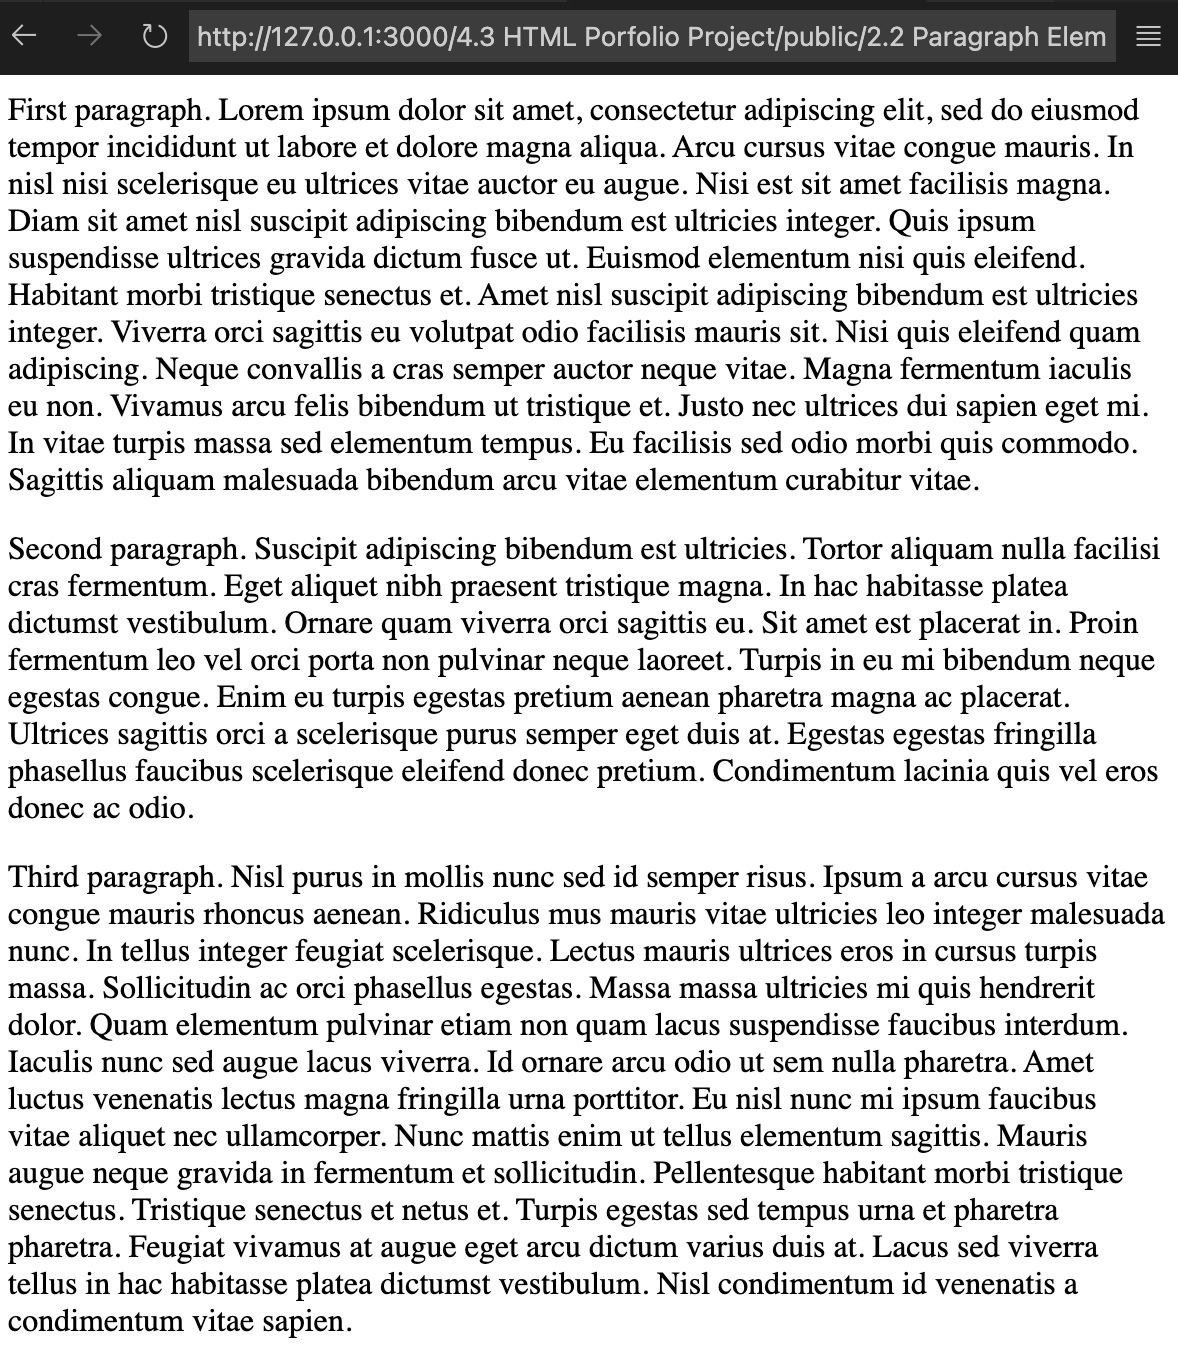 http://127.0.0.1:3000/4.3 HTML Porfolio Project/public/2.2 Paragraph Elem
First paragraph. Lorem ipsum dolor sit amet, consectetur adipiscing elit, sed do eiusmod
tempor incididunt ut labore et dolore magna aliqua. Arcu cursus vitae congue mauris. In
nisl nisi scelerisque eu ultrices vitae auctor eu augue. Nisi est sit amet facilisis magna.
Diam sit amet nisl suscipit adipiscing bibendum est ultricies integer. Quis ipsum
suspendisse ultrices gravida dictum fusce ut. Euismod elementum nisi quis eleifend.
Habitant morbi tristique senectus et. Amet nisl suscipit adipiscing bibendum est ultricies
integer. Viverra orci sagittis eu volutpat odio facilisis mauris sit. Nisi quis eleifend quam
adipiscing. Neque convallis a cras semper auctor neque vitae. Magna fermentum iaculis
eu non. Vivamus arcu felis bibendum ut tristique et. Justo nec ultrices dui sapien eget mi.
In vitae turpis massa sed elementum tempus. Eu facilisis sed odio morbi quis commodo.
Sagittis aliquam malesuada bibendum arcu vitae elementum curabitur vitae.
Second paragraph. Suscipit adipiscing bibendum est ultricies. Tortor aliquam nulla facilisi
cras fermentum. Eget aliquet nibh praesent tristique magna. In hac habitasse platea
dictumst vestibulum. Ornare quam viverra orci sagittis eu. Sit amet est placerat in. Proin
fermentum leo vel orci porta non pulvinar neque laoreet. Turpis in eu mi bibendum neque
egestas congue. Enim eu turpis egestas pretium aenean pharetra magna ac placerat.
Ultrices sagittis orci a scelerisque purus semper eget duis at. Egestas egestas fringilla
phasellus faucibus scelerisque eleifend donec pretium. Condimentum lacinia quis vel eros
donec ac odio.
Third paragraph. Nisl purus in mollis nunc sed id semper risus. Ipsum a arcu cursus vitae
congue mauris rhoncus aenean. Ridiculus mus mauris vitae ultricies leo integer malesuada
nunc. In tellus integer feugiat scelerisque. Lectus mauris ultrices eros in cursus turpis
massa. Sollicitudin ac orci phasellus egestas. Massa massa ultricies mi quis hendrerit
dolor. Quam elementum pulvinar etiam non quam lacus suspendisse faucibus interdum.
Iaculis nunc sed augue lacus viverra. Id ornare arcu odio ut sem nulla pharetra. Amet
luctus venenatis lectus magna fringilla urna porttitor. Eu nisl nunc mi ipsum faucibus
vitae aliquet nec ullamcorper. Nunc mattis enim ut tellus elementum sagittis. Mauris
augue neque gravida in fermentum et sollicitudin. Pellentesque habitant morbi tristique
senectus. Tristique senectus et netus et. Turpis egestas sed tempus urna et pharetra
pharetra. Feugiat vivamus at augue eget arcu dictum varius duis at. Lacus sed viverra
tellus in hac habitasse platea dictumst vestibulum. Nisl condimentum id venenatis a
condimentum vitae sapien.